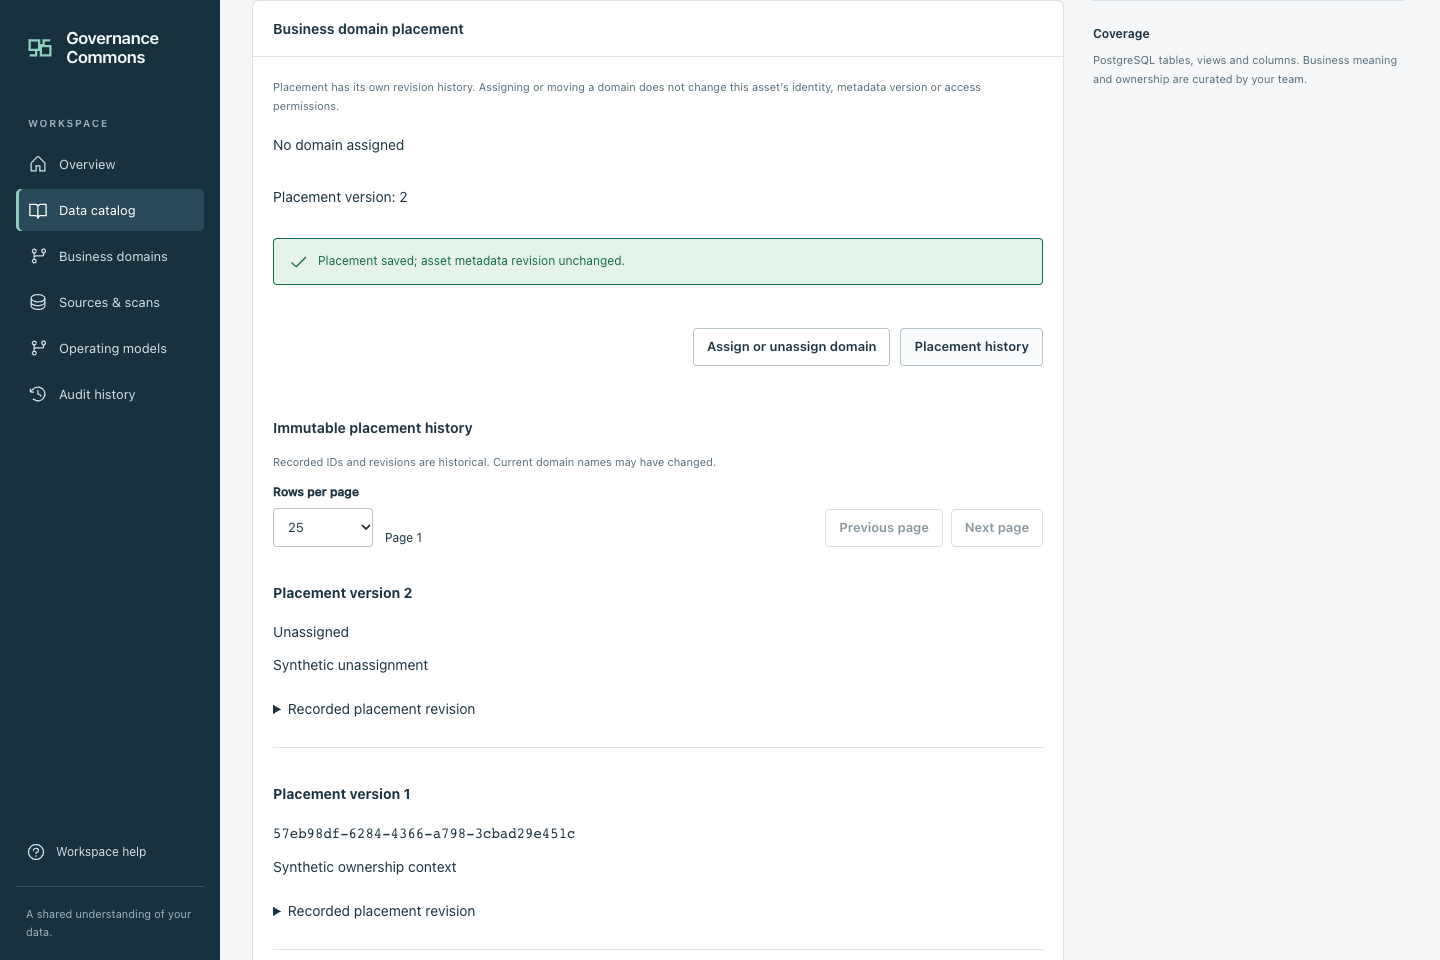 Governance
Commons
WORKSPACE
Overview
Data catalog
Business domains
Sources & scans
Operating models
Audit history
Workspace help
A shared understanding of your
data.
Business domain placement
Placement has its own revision history. Assigning or moving a domain does not change this asset's identity, metadata version or access
permissions.
No domain assigned
Placement version: 2
Placement saved; asset metadata revision unchanged.
Assign or unassign domain
Placement history
Immutable placement history
Recorded IDs and revisions are historical. Current domain names may have changed.
Rows per page
25
Page 1
Previous page
Next page
Placement version 2
Unassigned
Synthetic unassignment
Recorded placement revision
Placement version 1
57eb98df-6284-4366-a798-3cbad29e451c
Synthetic ownership context
Recorded placement revision
Coverage
PostgreSQL tables, views and columns. Business meaning
and ownership are curated by your team.